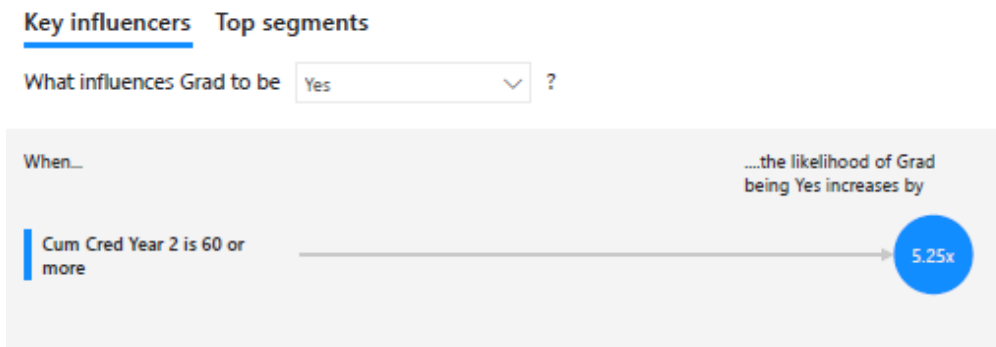 Key influencers Top segments
What influences Grad to be Yes ?
When...
....the likelihood of Grad
being Yes increases by
Cum Cred Year 2 is 60 or
more
5.25x